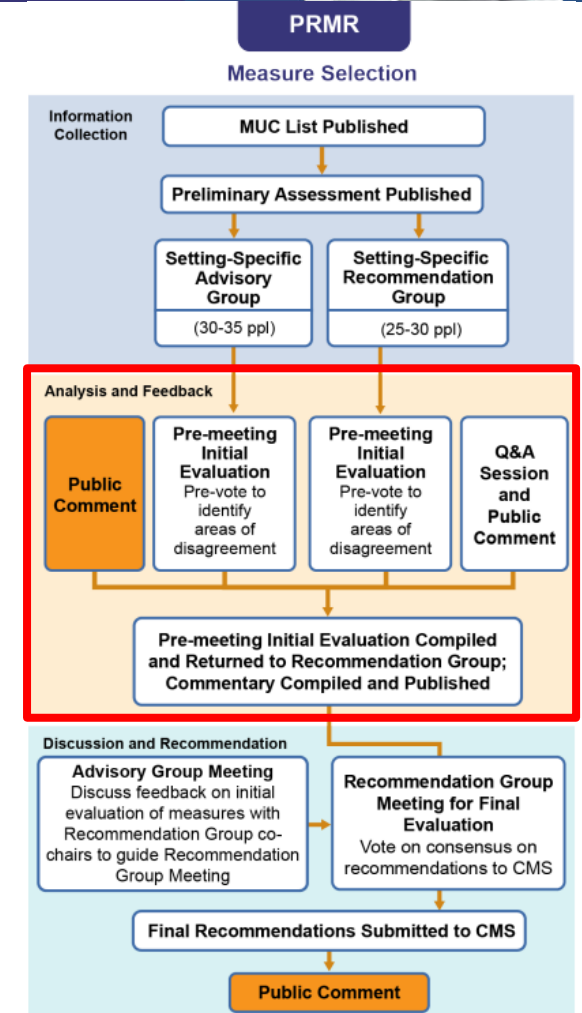 PRMR
Measure Selection
Information
Collection
MUC List Published
Preliminary Assessment Published
Setting-Specific
Advisory
Group
(30-35 ppl)
Setting-Specific
Recommendation
Group
(25-30 ppl)
Analysis and Feedback
Public
Comment
Pre-meeting
Initial
Evaluation
Pre-vote to
identify
areas of
disagreement
Pre-meeting
Initial
Evaluation
Pre-vote to
identify
areas of
disagreement
Q&A
Session
and
Public
Comment
Pre-meeting Initial Evaluation Compiled
and Returned to Recommendation Group;
Commentary Compiled and Published
Discussion and Recommendation
Advisory Group Meeting
Discuss feedback on initial
evaluation of measures with
Recommendation Group co-
chairs to guide Recommendation
Group Meeting
Recommendation Group
Meeting for Final
Evaluation
Vote on consensus on
recommendations to CMS
Final Recommendations Submitted to CMS
Public Comment